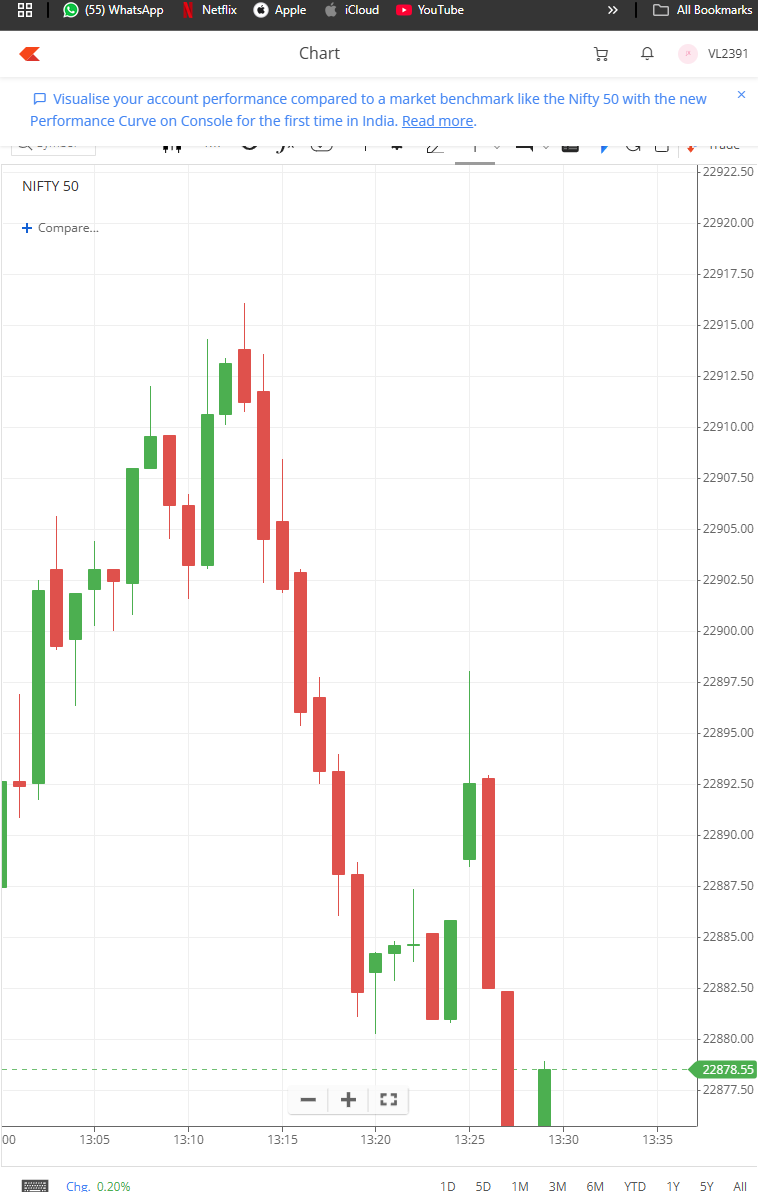 (55) WhatsApp Netflix Apple iCloud YouTube » All Bookmarks
Chart VL2391
Visualise your account performance compared to a market benchmark like the Nifty 50 with the new
Performance Curve on Console for the first time in India. Read more.
NIFTY 50
+ Compare...
22922.50
22920.00
22917.50
22915.00
22912.50
22910.00
22907.50
22905.00
22902.50
22900.00
22897.50
22895.00
22892.50
22890.00
22887.50
22885.00
22882.50
22880.00
22878.55
22877.50
00 13:05 13:10 13:15 13:20 13:25 13:30 13:35
Chg. 0.20% 1D 5D 1M 3M 6M YTD 1Y 5Y All